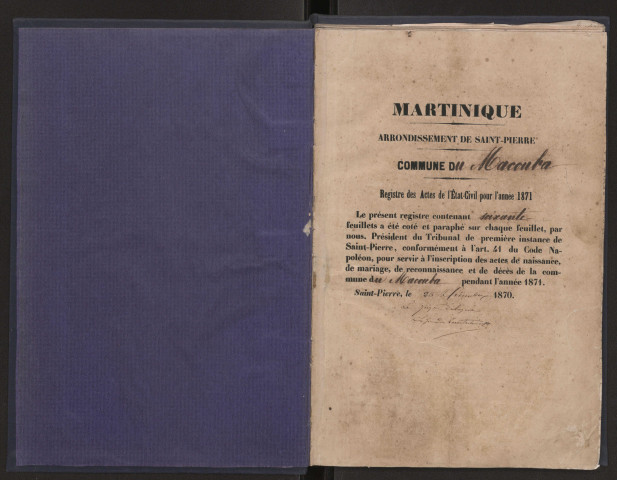 MARTINIQUE
ARRONDISSEMENT DE SAINT-PIERRE
COMMUNE DU Macouba
Registre des Actes de l'État-Civil pour l'année 1871
Le présent registre contenant soixante
feuillets a été coté et paraphé sur chaque feuillet, par
nous, Président du Tribunal de première instance de
Saint-Pierre, conformément à l'art. 41 du Code Na-
poléon, pour servir à l'inscription des actes de naissance,
de mariage, de reconnaissance et de décès de la com-
mune du Macouba pendant l'année 1871.
Saint-Pierre, le 1870.